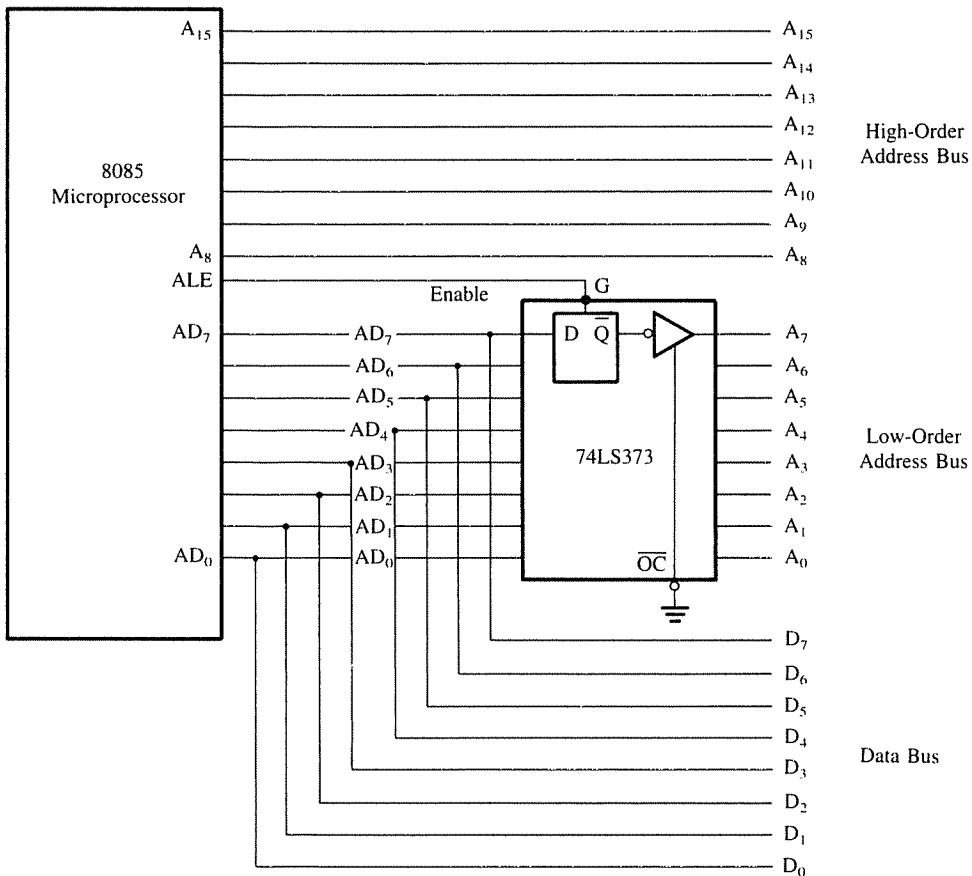 A₁₅ A₁₅
A₁₄
A₁₃
A₁₂
High-Order
Address Bus
A₁₁
8085
Microprocessor
A₁₀
A₉
A₈ A₈
ALE
Enable
G
AD₇ AD₇ D Q̅ A₇
AD₆ A₆
AD₅ A₅
AD₄ A₄
Low-Order
Address Bus
74LS373
AD₃ A₃
AD₂ A₂
AD₁ A₁
AD₀ AD₀ O̅C̅ A₀
D₇
D₆
D₅
D₄
Data Bus
D₃
D₂
D₁
D₀